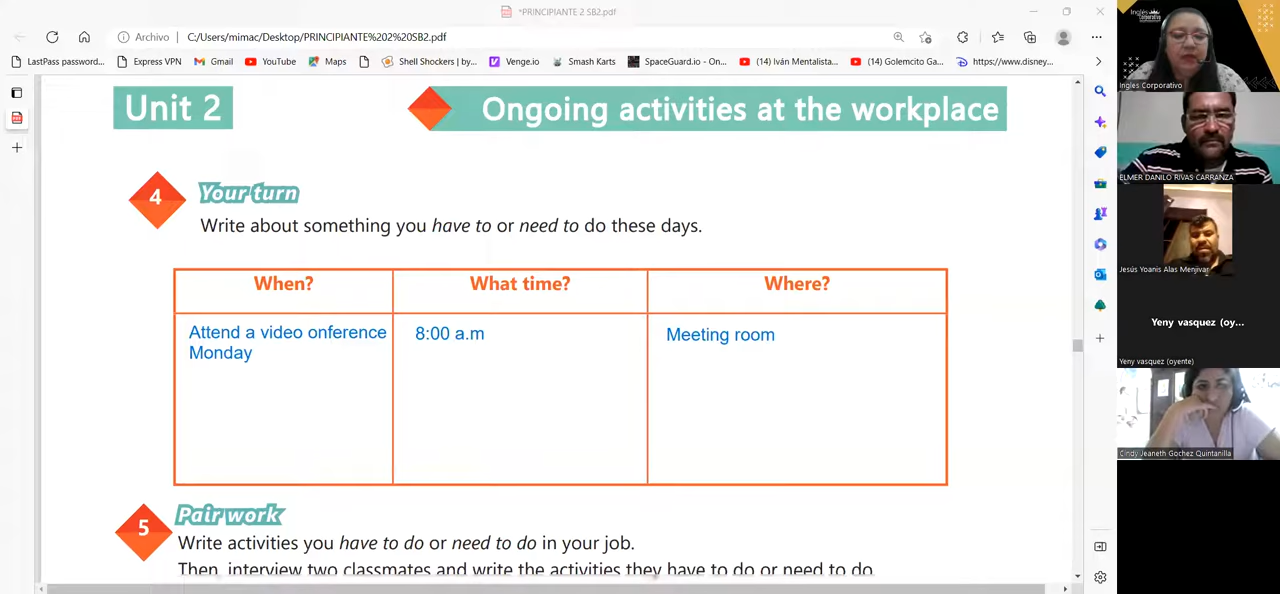 *PRINCIPIANTE 2 SB2.pdf
Archivo C:/Users/mimac/Desktop/PRINCIPIANTE%202%20SB2.pdf
LastPass password... Express VPN Gmail YouTube Maps Shell Shockers | by... Venge.io Smash Karts SpaceGuard.io - On... (14) Iván Mentalista... (14) Golemcito Ga... https://www.disney...
Unit 2 Ongoing activities at the workplace
4 Your turn
Write about something you have to or need to do these days.
When? What time? Where?
Attend a video onference 8:00 a.m Meeting room
Monday
5 Pair work
Write activities you have to do or need to do in your job.
Then, interview two classmates and write the activities they have to do or need to do.
Inglés
Corporativo
Ingles Corporativo
ELMER DANILO RIVAS CARRANZA
Jesús Yoanis Alas Menjivar
Yeny vasquez (oy...
Yeny vasquez (oyente)
Cindy Jeaneth Gochez Quintanilla